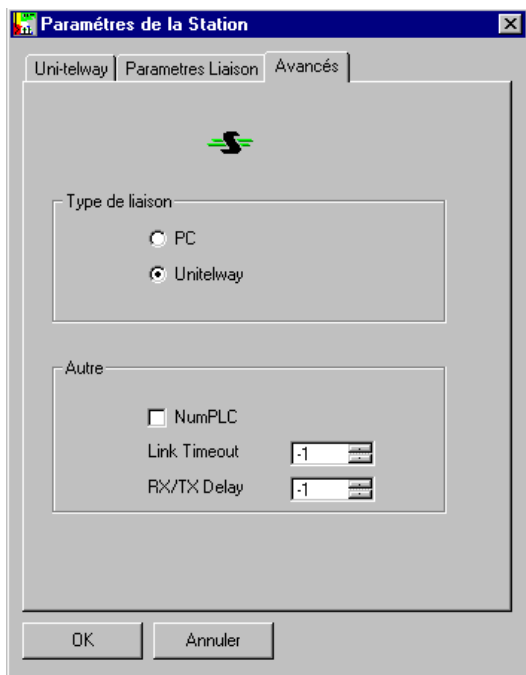 Paramétres de la Station
Uni-telway Parametres Liaison Avancés
S
Type de liaison
PC
Unitelway
Autre
NumPLC
Link Timeout -1
RX/TX Delay -1
OK Annuler